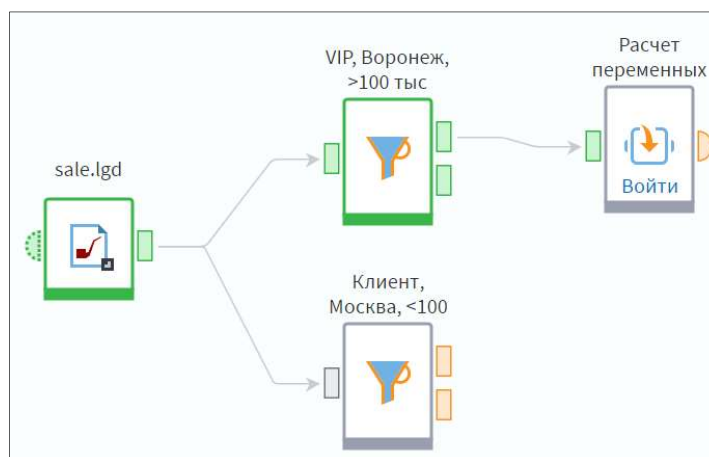 VIP, Воронеж,
>100 тыс
Расчет
переменных
Войти
sale.lgd
Клиент,
Москва, <100